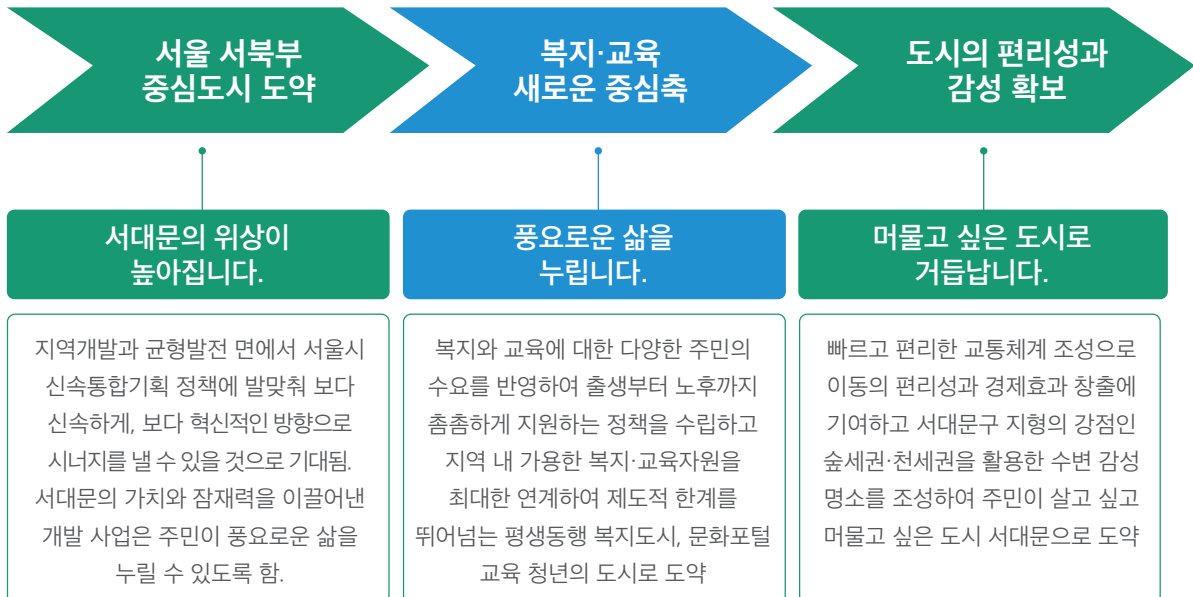 서울 서북부
중심도시 도약
복지·교육
새로운 중심축
도시의 편리성과
감성 확보
서대문의 위상이
높아집니다.
풍요로운 삶을
누립니다.
머물고 싶은 도시로
거듭납니다.
지역개발과 균형발전 면에서 서울시
신속통합기획 정책에 발맞춰 보다
신속하게, 보다 혁신적인 방향으로
시너지를 낼 수 있을 것으로 기대됨.
서대문의 가치와 잠재력을 이끌어낸
개발 사업은 주민이 풍요로운 삶을
누릴 수 있도록 함.
복지와 교육에 대한 다양한 주민의
수요를 반영하여 출생부터 노후까지
촘촘하게 지원하는 정책을 수립하고
지역 내 가용한 복지·교육자원을
최대한 연계하여 제도적 한계를
뛰어넘는 평생동행 복지도시, 문화포털
교육 청년의 도시로 도약
빠르고 편리한 교통체계 조성으로
이동의 편리성과 경제효과 창출에
기여하고 서대문구 지형의 강점인
숲세권·천세권을 활용한 수변 감성
명소를 조성하여 주민이 살고 싶고
머물고 싶은 도시 서대문으로 도약